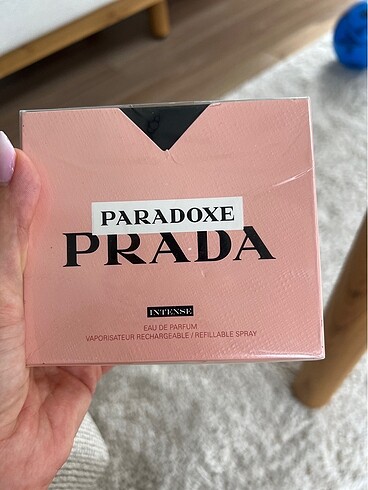 PARADOXE
PRADA
INTENSE
EAU DE PARFUM
VAPORISATEUR RECHARGEABLE / REFILLABLE SPRAY